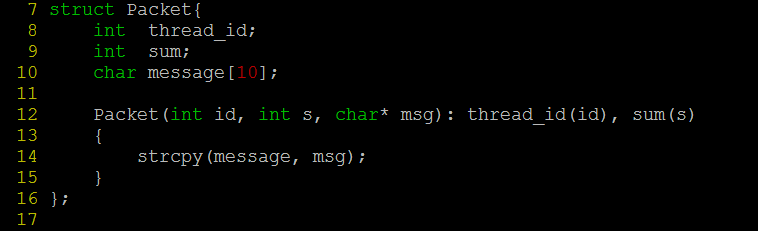 7 struct Packet{
8     int  thread_id;
9     int  sum;
10     char message[10];
11
12     Packet(int id, int s, char* msg): thread_id(id), sum(s)
13     {
14         strcpy(message, msg);
15     }
16 };
17